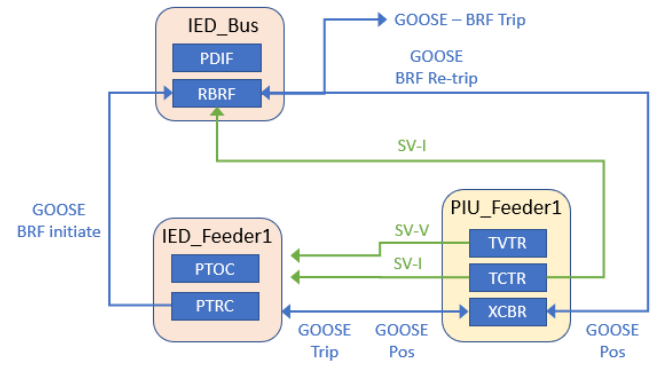 IED_Bus
PDIF
RBRF
GOOSE – BRF Trip
GOOSE
BRF Re-trip
SV-I
GOOSE
BRF initiate
IED_Feeder1
PTOC
PTRC
SV-V
SV-I
PIU_Feeder1
TVTR
TCTR
XCBR
GOOSE
Trip
GOOSE
Pos
GOOSE
Pos